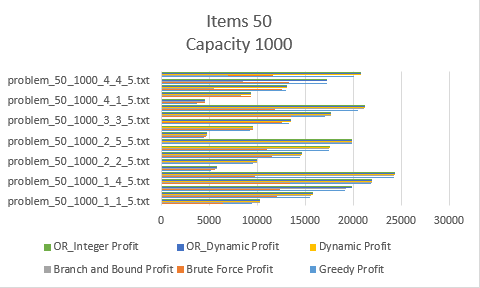 Items 50
Capacity 1000
problem_50_1000_4_4_5.txt
problem_50_1000_4_1_5.txt
problem_50_1000_3_3_5.txt
problem_50_1000_2_5_5.txt
problem_50_1000_2_2_5.txt
problem_50_1000_1_4_5.txt
problem_50_1000_1_1_5.txt
0 5000 10000 15000 20000 25000 30000
OR_Integer Profit OR_Dynamic Profit Dynamic Profit
Branch and Bound Profit Brute Force Profit Greedy Profit